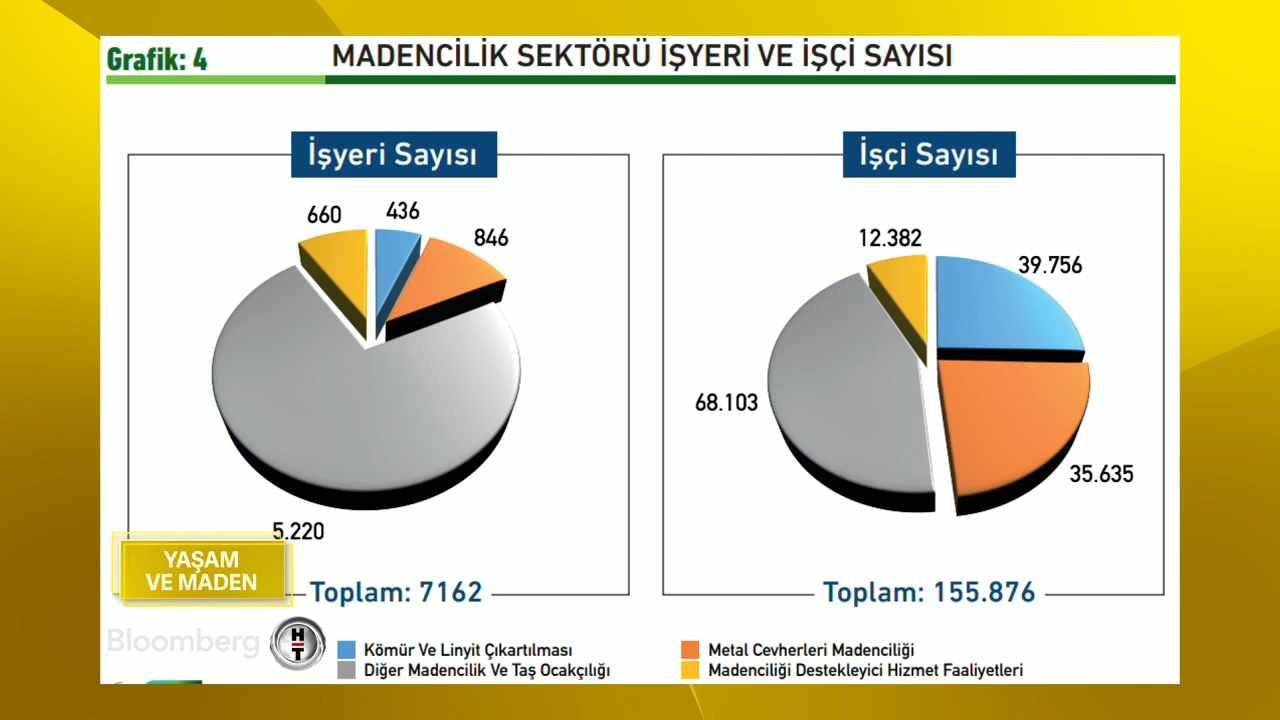 Grafik: 4
MADENCİLİK SEKTÖRÜ İŞYERİ VE İŞÇİ SAYISI
İşyeri Sayısı
660
436
846
5.220
Toplam: 7162
İşçi Sayısı
12.382
39.756
68.103
35.635
Toplam: 155.876
YAŞAM
VE MADEN
Bloomberg HT
Kömür Ve Linyit Çıkartılması
Metal Cevherleri Madenciliği
Diğer Madencilik Ve Taş Ocakçılığı
Madenciliği Destekleyici Hizmet Faaliyetleri